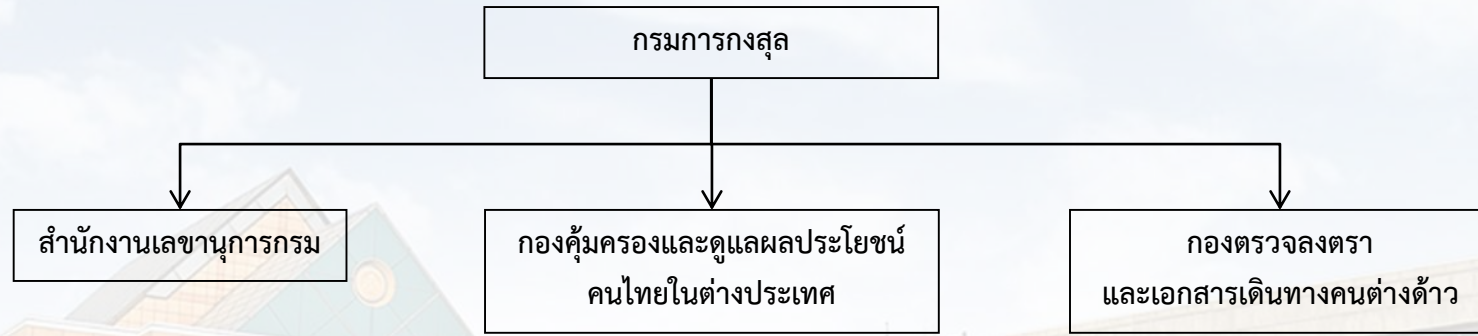 กรมการกงสุล
สำนักงานเลขานุการกรม
กองคุ้มครองและดูแลผลประโยชน์
คนไทยในต่างประเทศ
กองตรวจลงตรา
และเอกสารเดินทางคนต่างด้าว